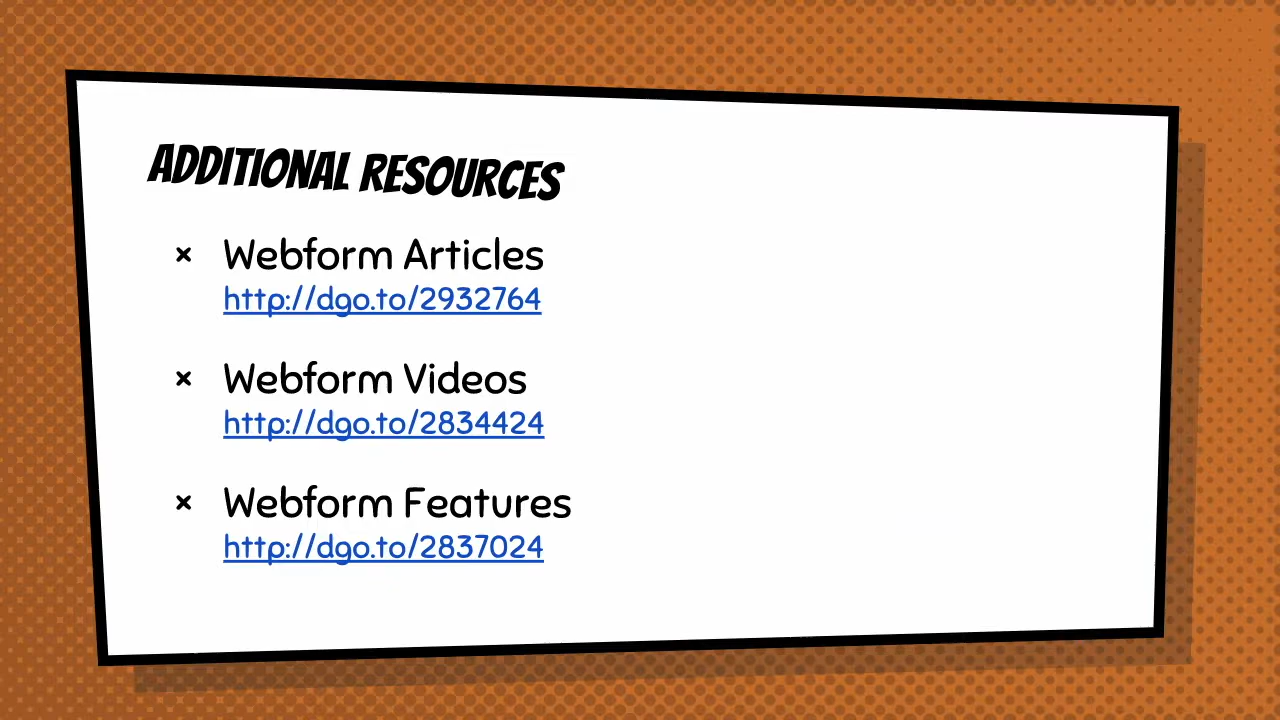 ADDITIONAL RESOURCES
× Webform Articles
http://dgo.to/2932764
× Webform Videos
http://dgo.to/2834424
× Webform Features
http://dgo.to/2837024